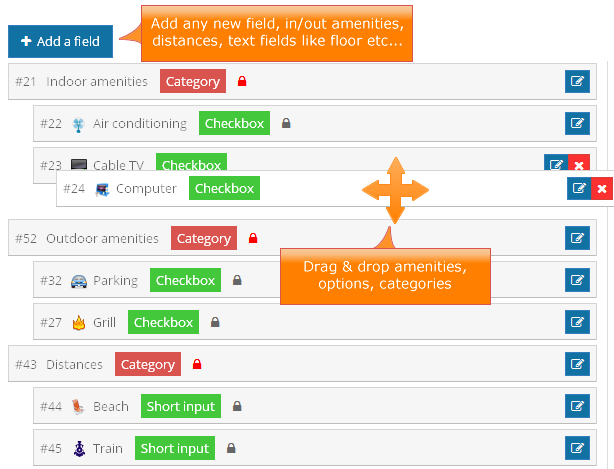 Add any new field, in/out amenities,
distances, text fields like floor etc...
+ Add a field
#21 Indoor amenities Category
#22 Air conditioning Checkbox
#23 Cable TV Checkbox
#24 Computer Checkbox
#52 Outdoor amenities Category
Drag & drop amenities,
options, categories
#32 Parking Checkbox
#27 Grill Checkbox
#43 Distances Category
#44 Beach Short input
#45 Train Short input